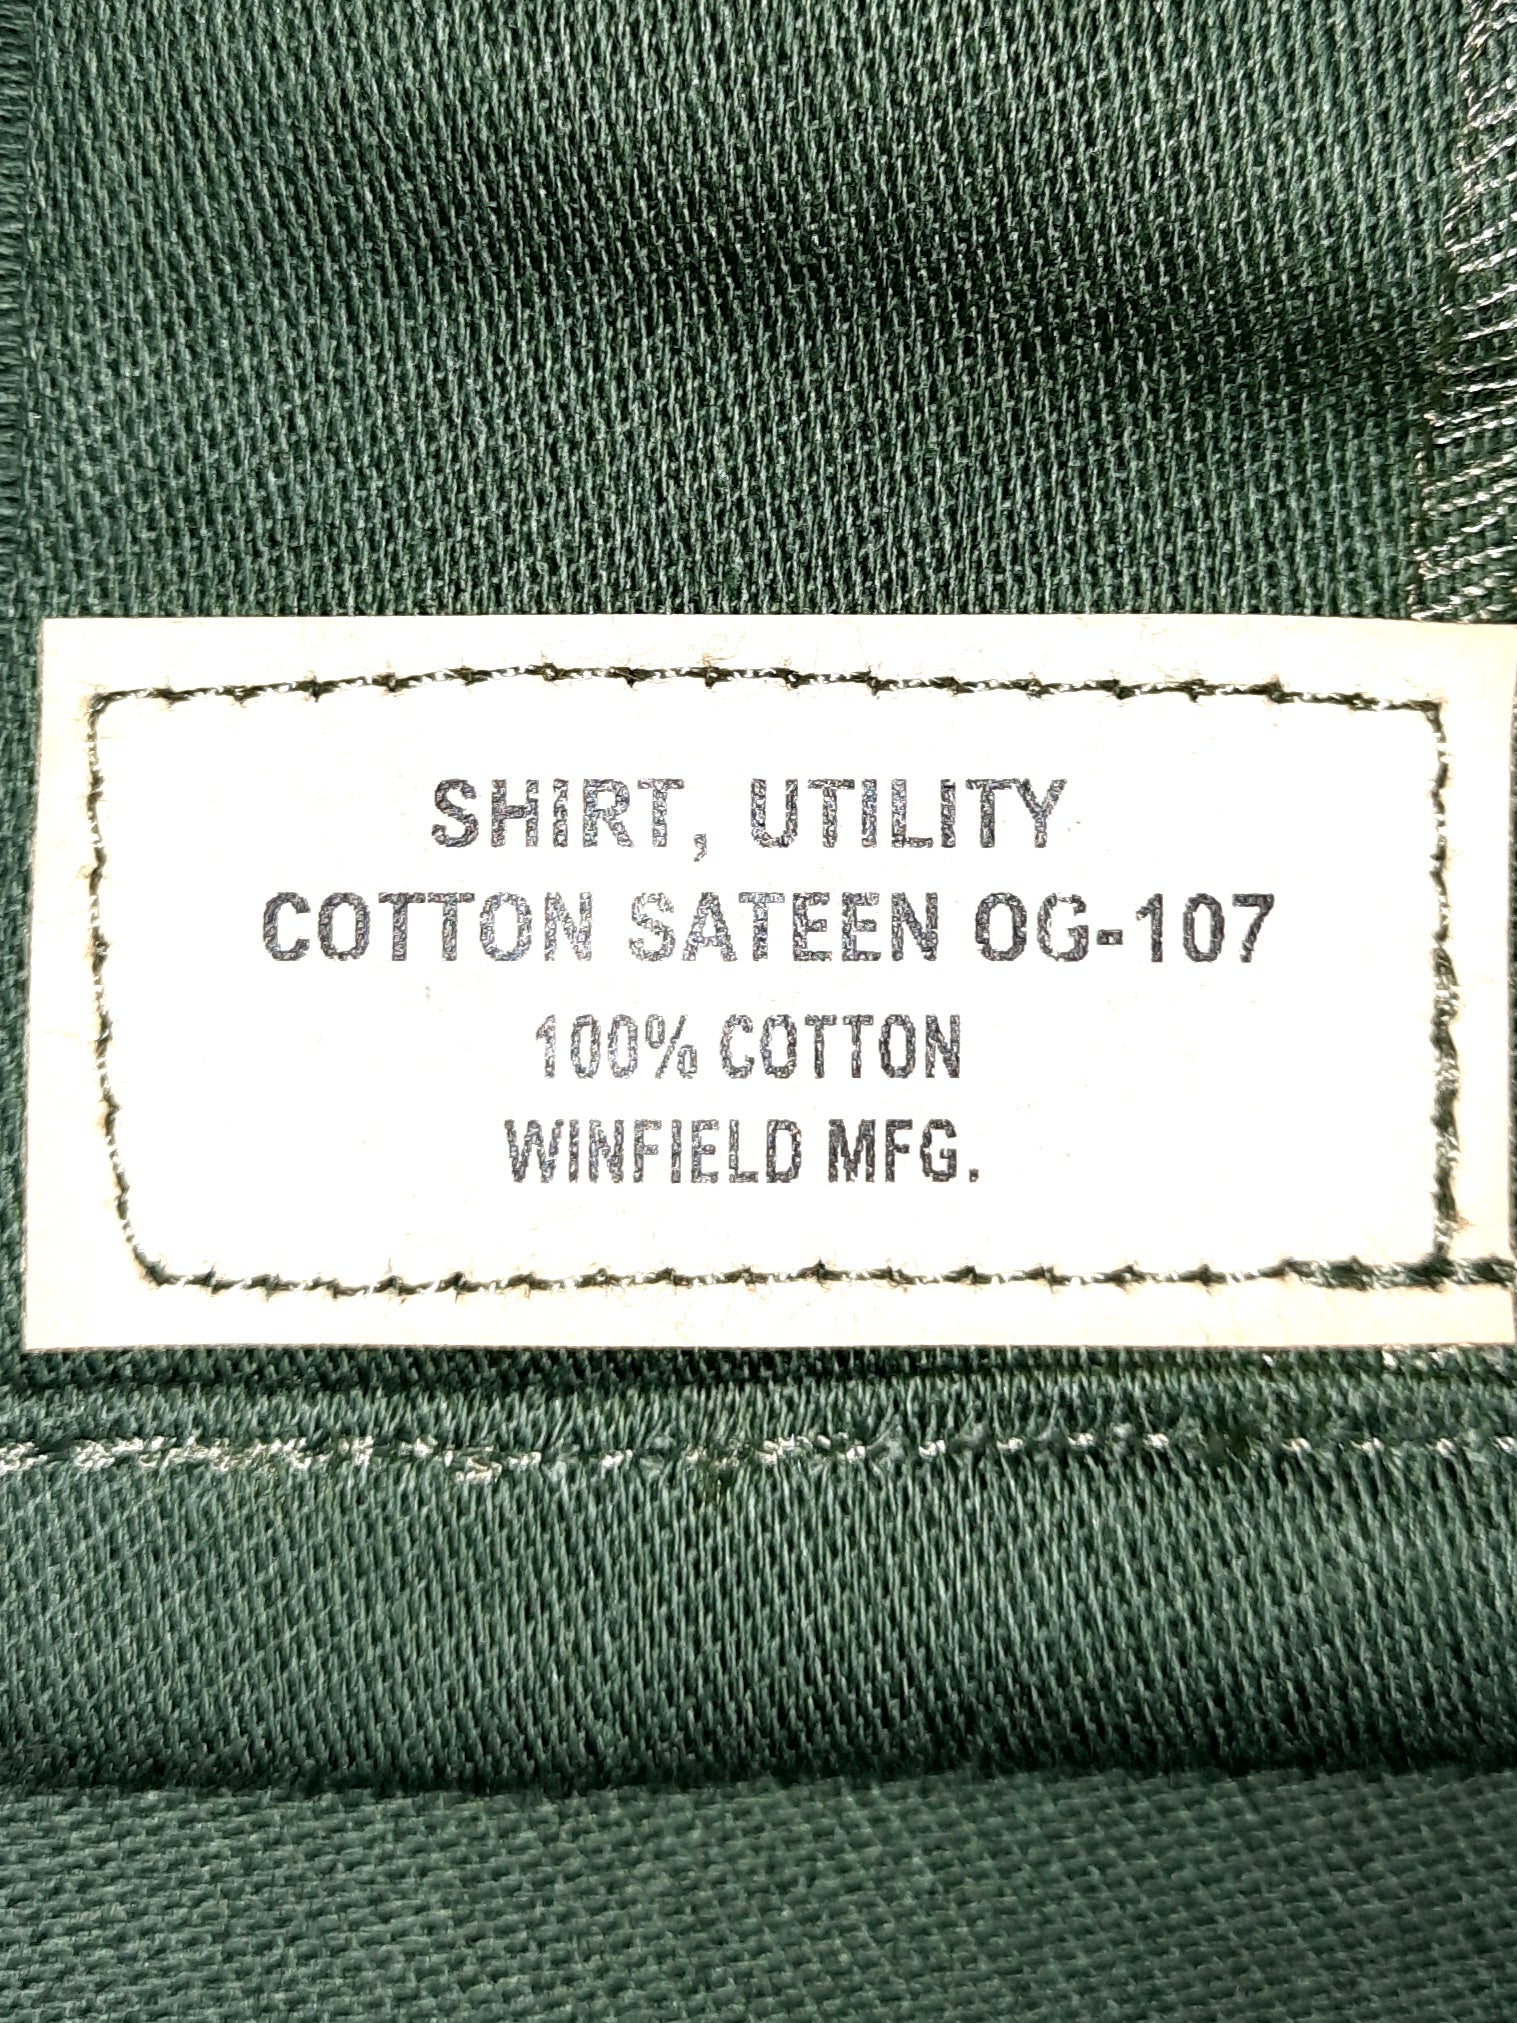 SHIRT, UTILITY
COTTON SATEEN OG-107
100% COTTON
WINFIELD MFG.